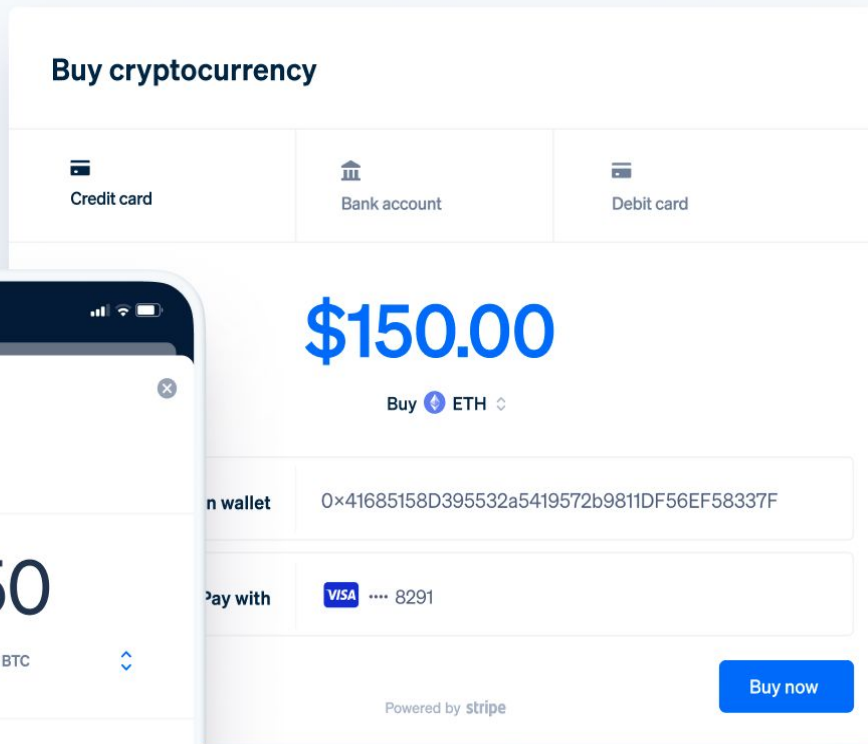 Buy cryptocurrency
Credit card
Bank account
Debit card
$150.00
Buy ETH
n wallet
0x41685158D395532a5419572b9811DF56EF58337F
Pay with
VISA •••• 8291
50
BTC
Buy now
Powered by stripe